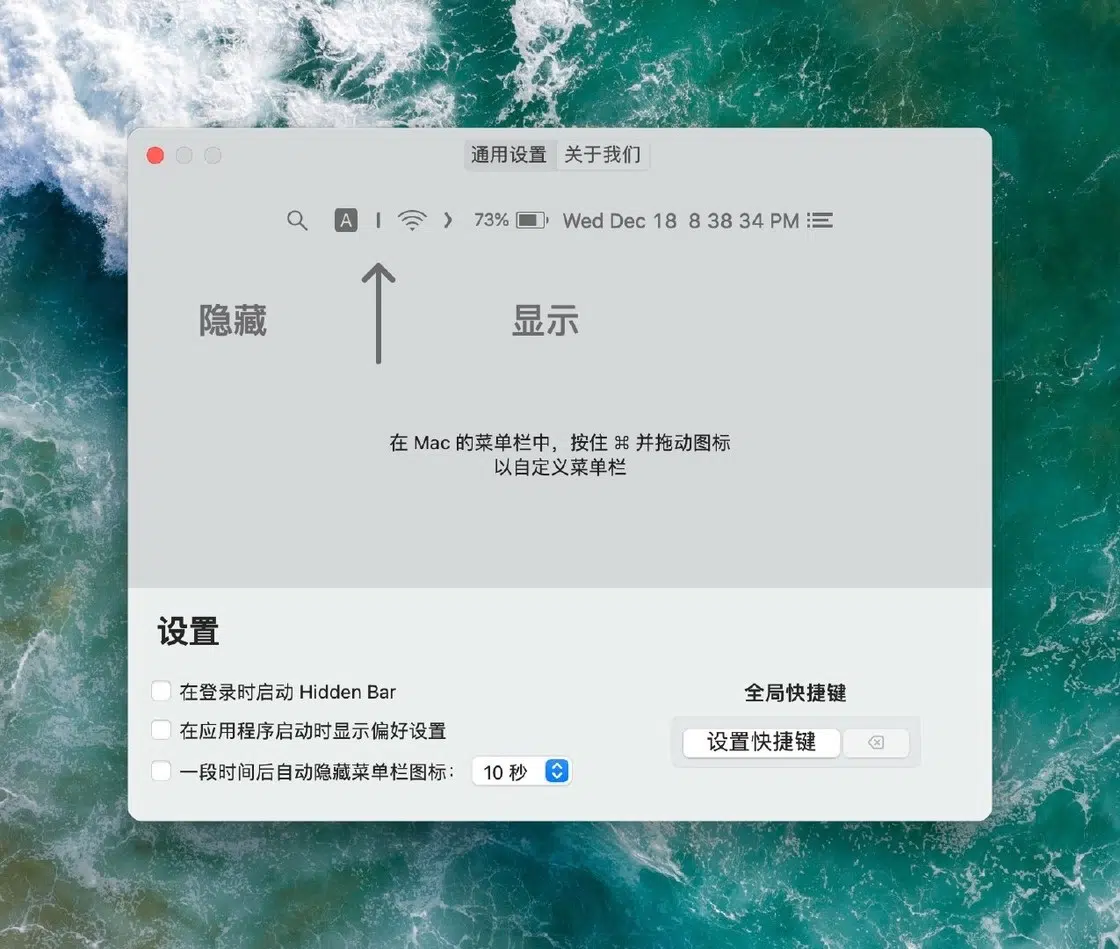 通用设置 关于我们
A 73% Wed Dec 18 8 38 34 PM
隐藏 显示
在 Mac 的菜单栏中，按住 ⌘ 并拖动图标
以自定义菜单栏
设置
在登录时启动 Hidden Bar
在应用程序启动时显示偏好设置
一段时间后自动隐藏菜单栏图标： 10 秒
全局快捷键
设置快捷键